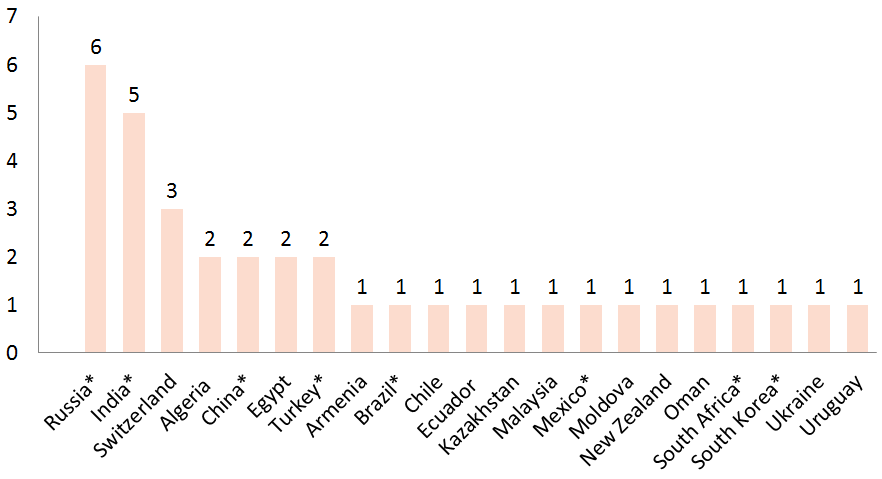 7
6
5
4
3
2
1
0
6
5
3
2
2
2
2
1
1
1
1
1
1
1
1
1
1
1
1
1
1
Russia*
India*
Switzerland
Algeria
China*
Egypt
Turkey*
Armenia
Brazil*
Chile
Ecuador
Kazakhstan
Malaysia
Mexico*
Moldova
New Zealand
Oman
South Africa*
South Korea*
Ukraine
Uruguay